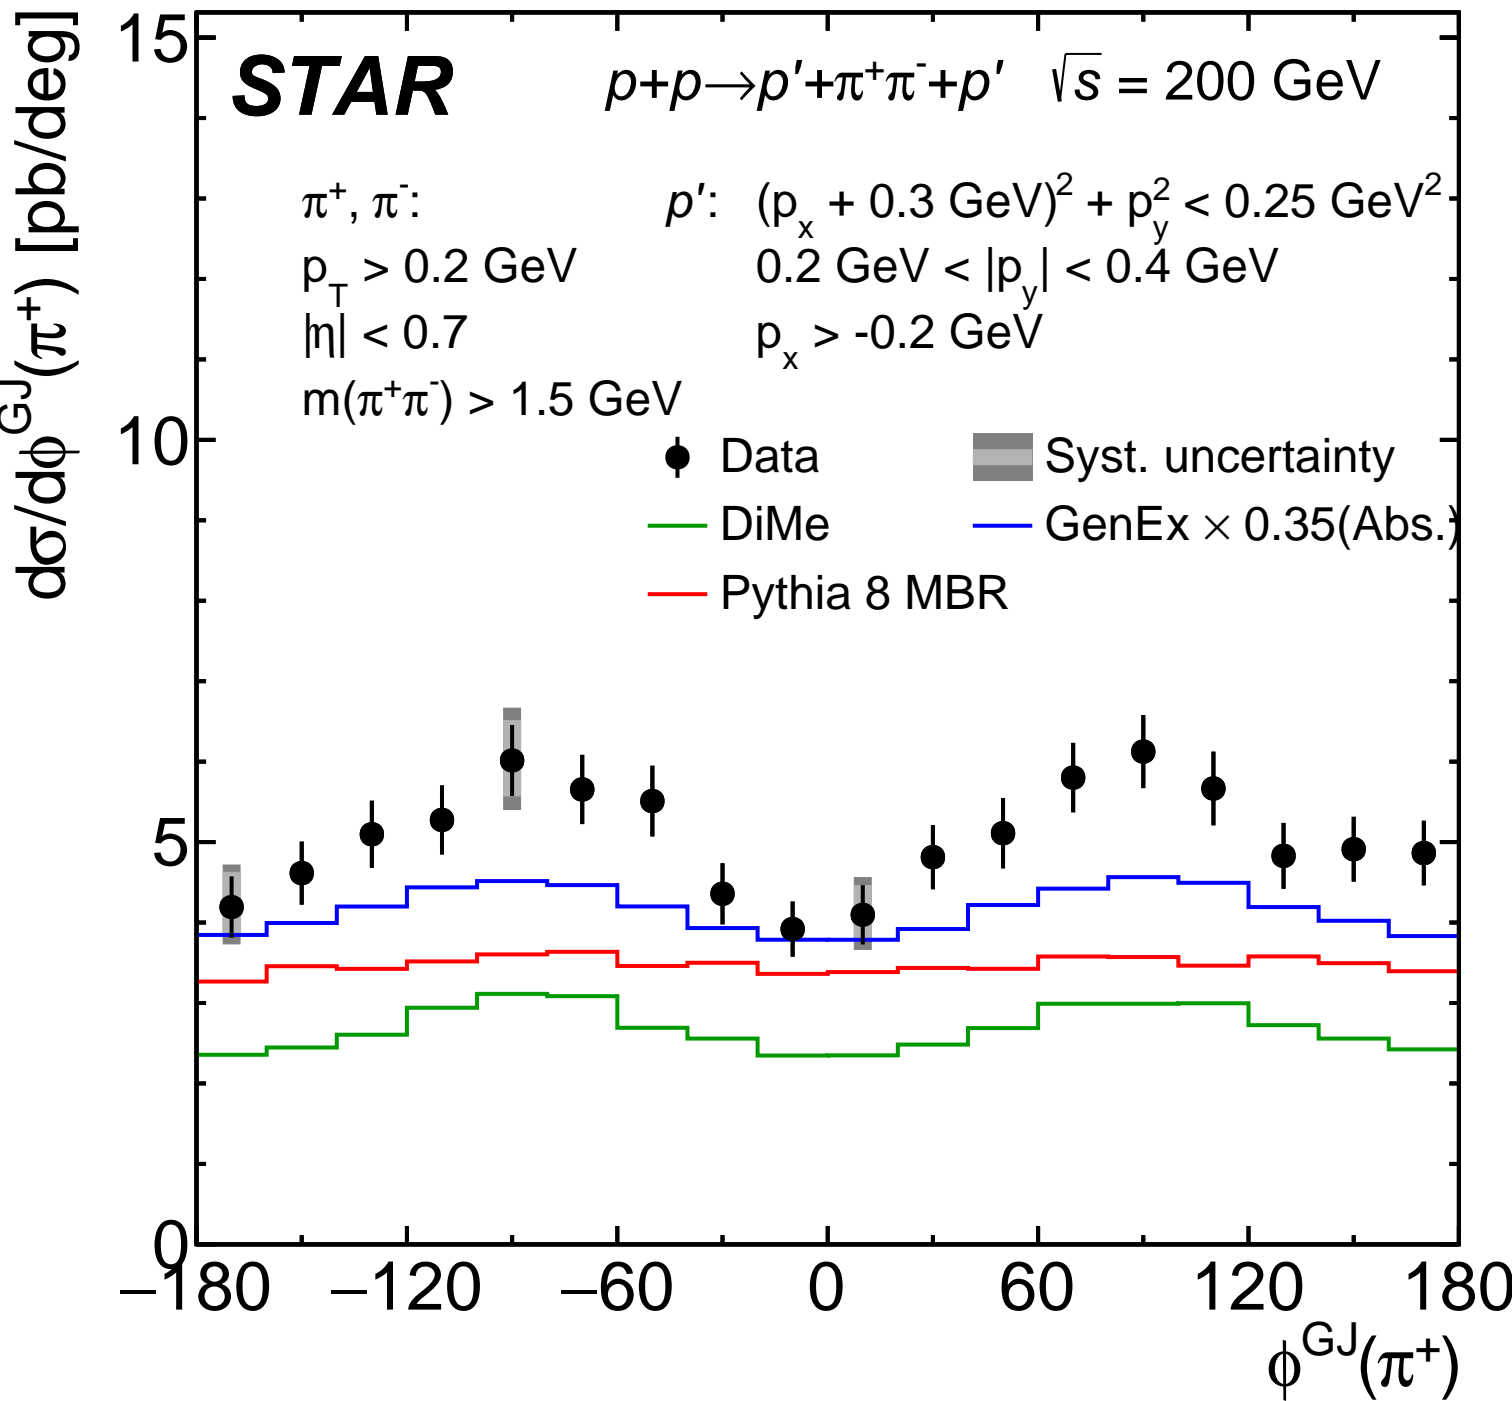 dσ/dφ^GJ(π⁺) [pb/deg]
15
10
5
0
STAR p+p→p′+π⁺π⁻+p′ √s = 200 GeV
π⁺, π⁻: p′: (p_x + 0.3 GeV)² + p_y² < 0.25 GeV²
p_T > 0.2 GeV 0.2 GeV < |p_y| < 0.4 GeV
|η| < 0.7 p_x > -0.2 GeV
m(π⁺π⁻) > 1.5 GeV
Data Syst. uncertainty
DiMe GenEx × 0.35(Abs.)
Pythia 8 MBR
−180 −120 −60 0 60 120 180
φ^GJ(π⁺)